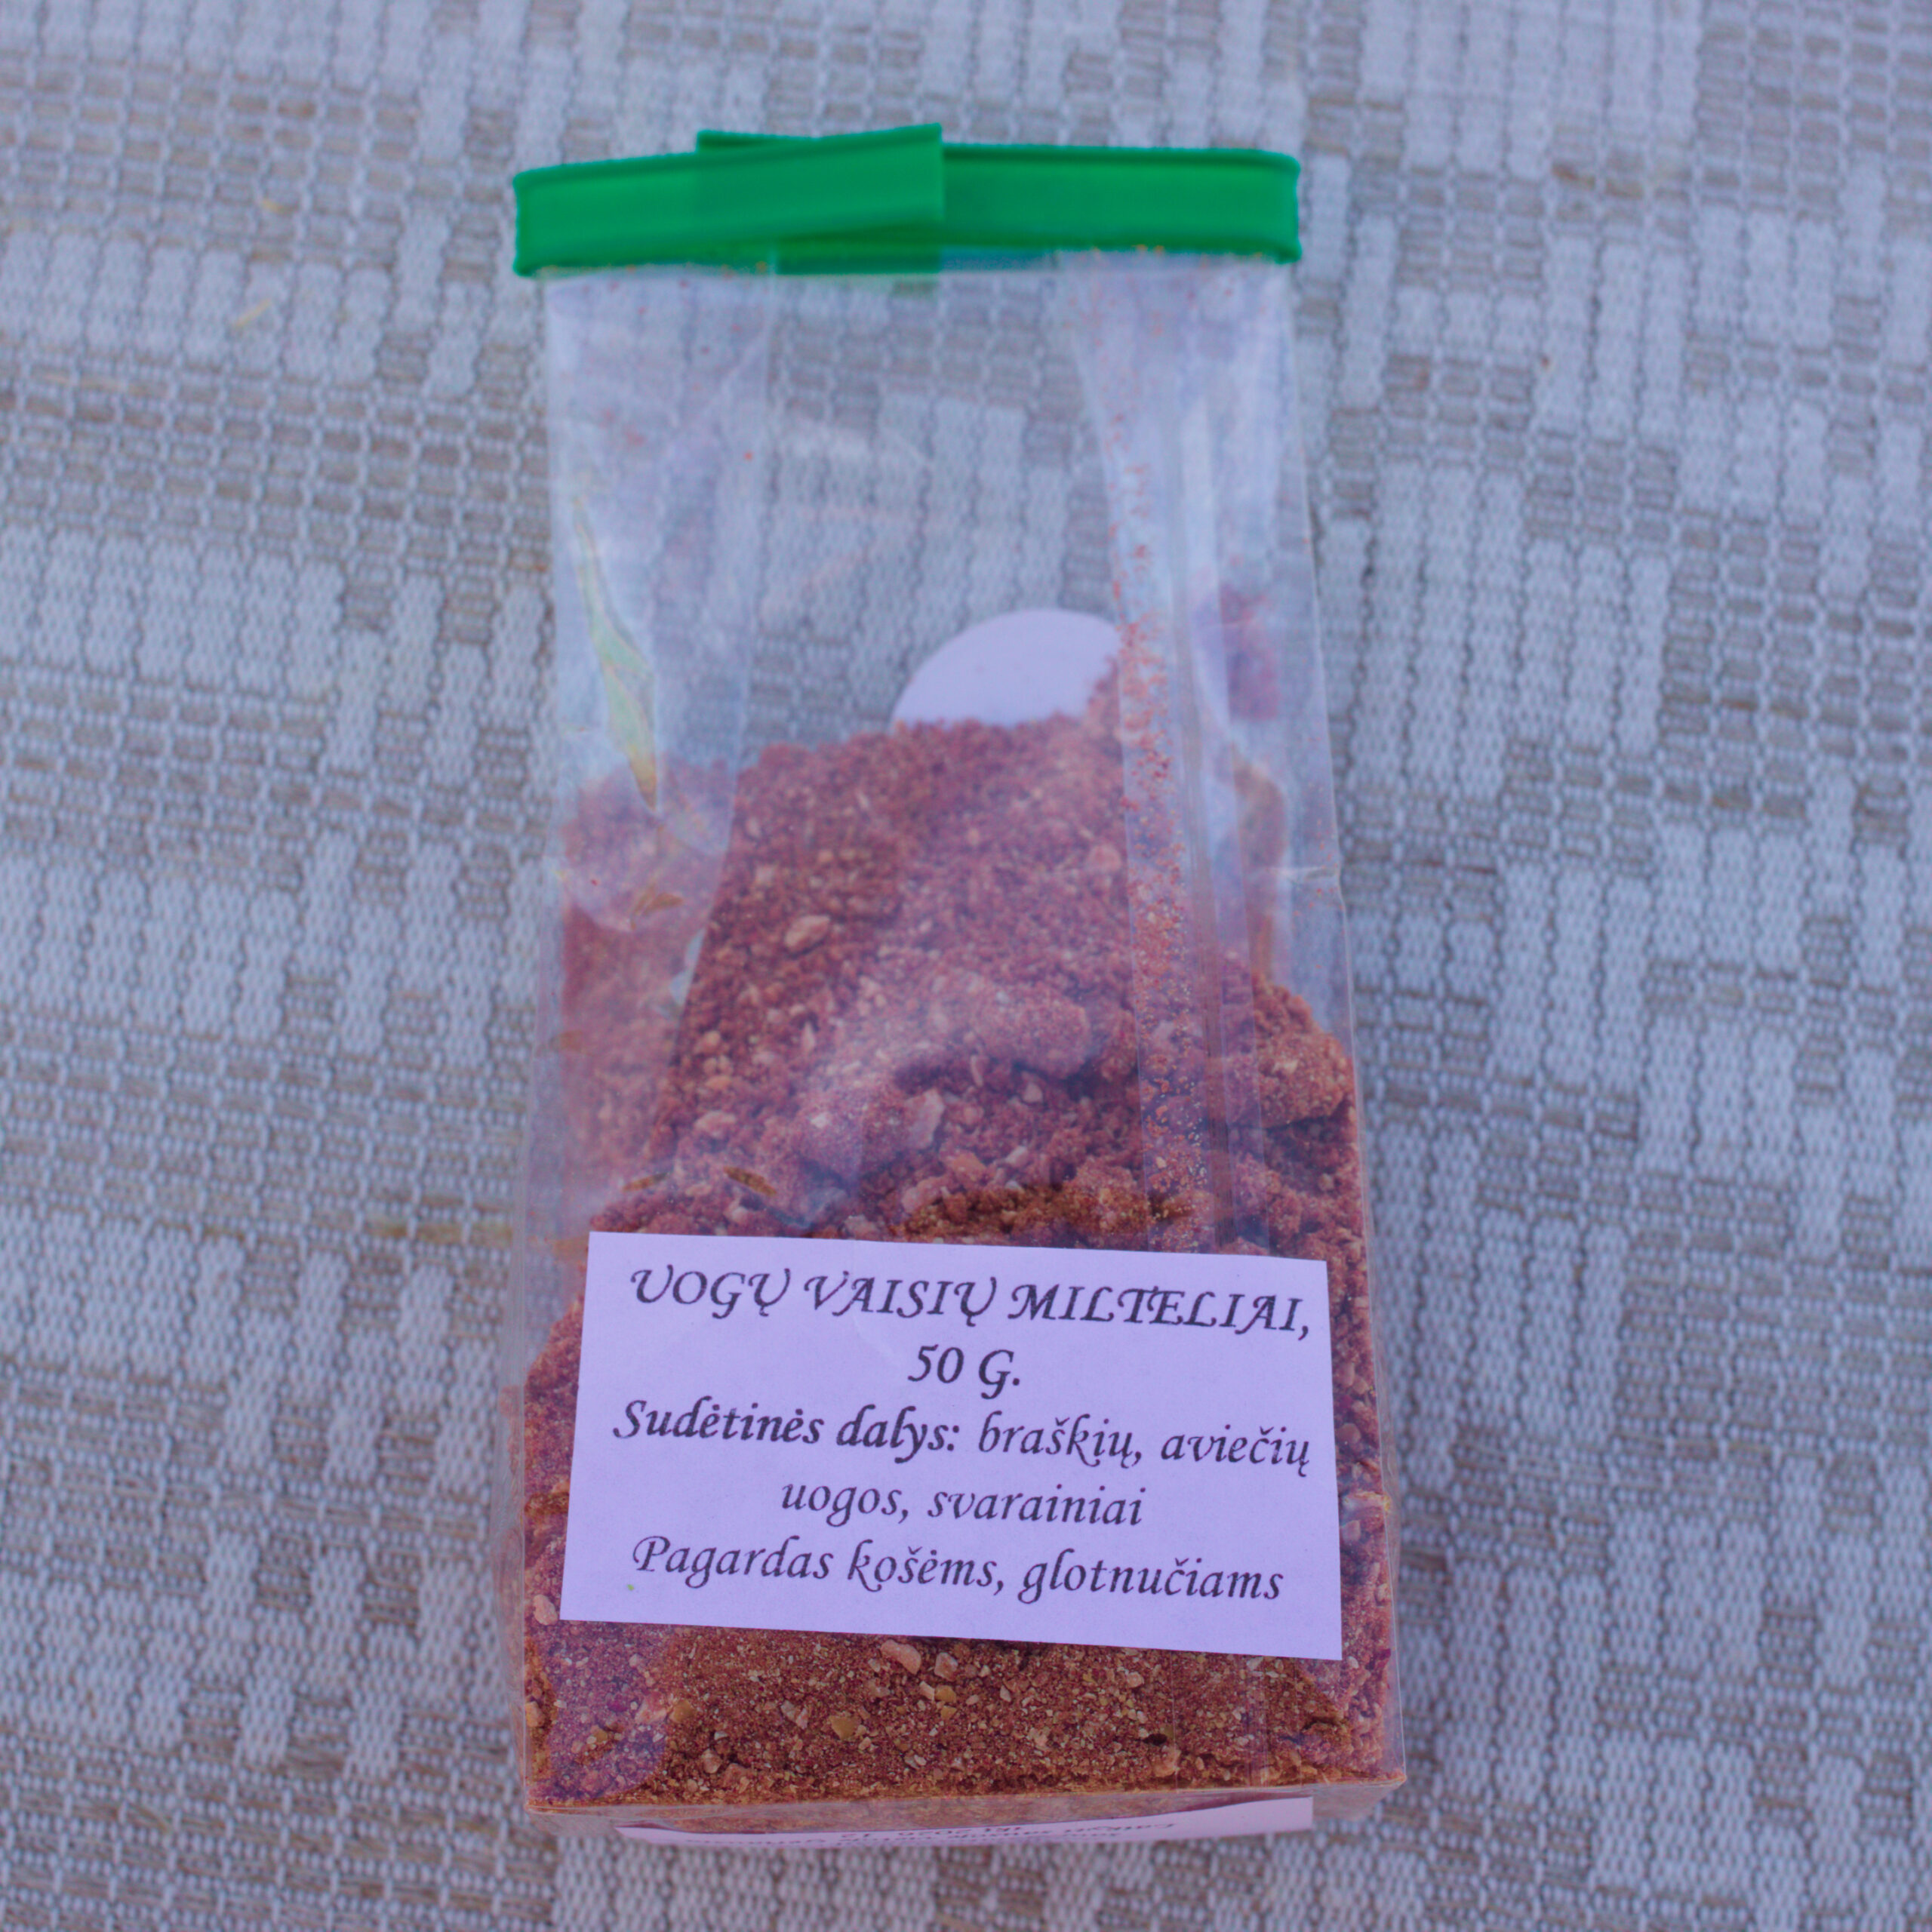 UOGŲ VAISIŲ MILTELIAI,
50 G.
Sudėtinės dalys: braškių, aviečių
uogos, svarainiai
Pagardas košėms, glotnučiams